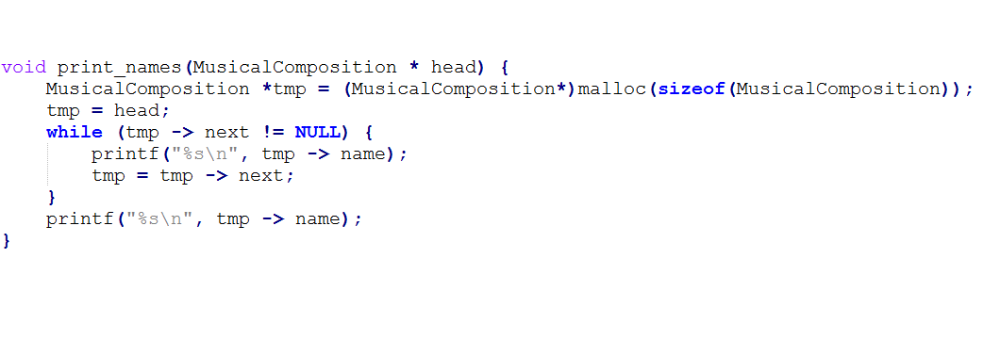 void print_names(MusicalComposition * head) {
    MusicalComposition *tmp = (MusicalComposition*)malloc(sizeof(MusicalComposition));
    tmp = head;
    while (tmp -> next != NULL) {
        printf("%s\n", tmp -> name);
        tmp = tmp -> next;
    }
    printf("%s\n", tmp -> name);
}